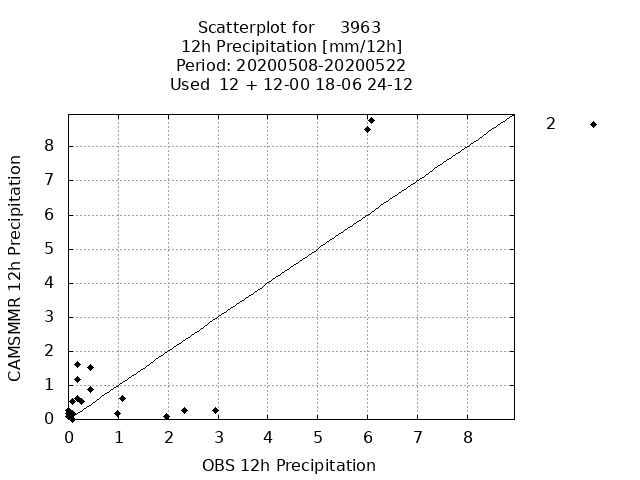 Scatterplot for 3963
12h Precipitation [mm/12h]
Period: 20200508-20200522
Used 12 + 12-00 18-06 24-12
2
CAMSMMR 12h Precipitation
8
7
6
5
4
3
2
1
0
0 1 2 3 4 5 6 7 8
OBS 12h Precipitation